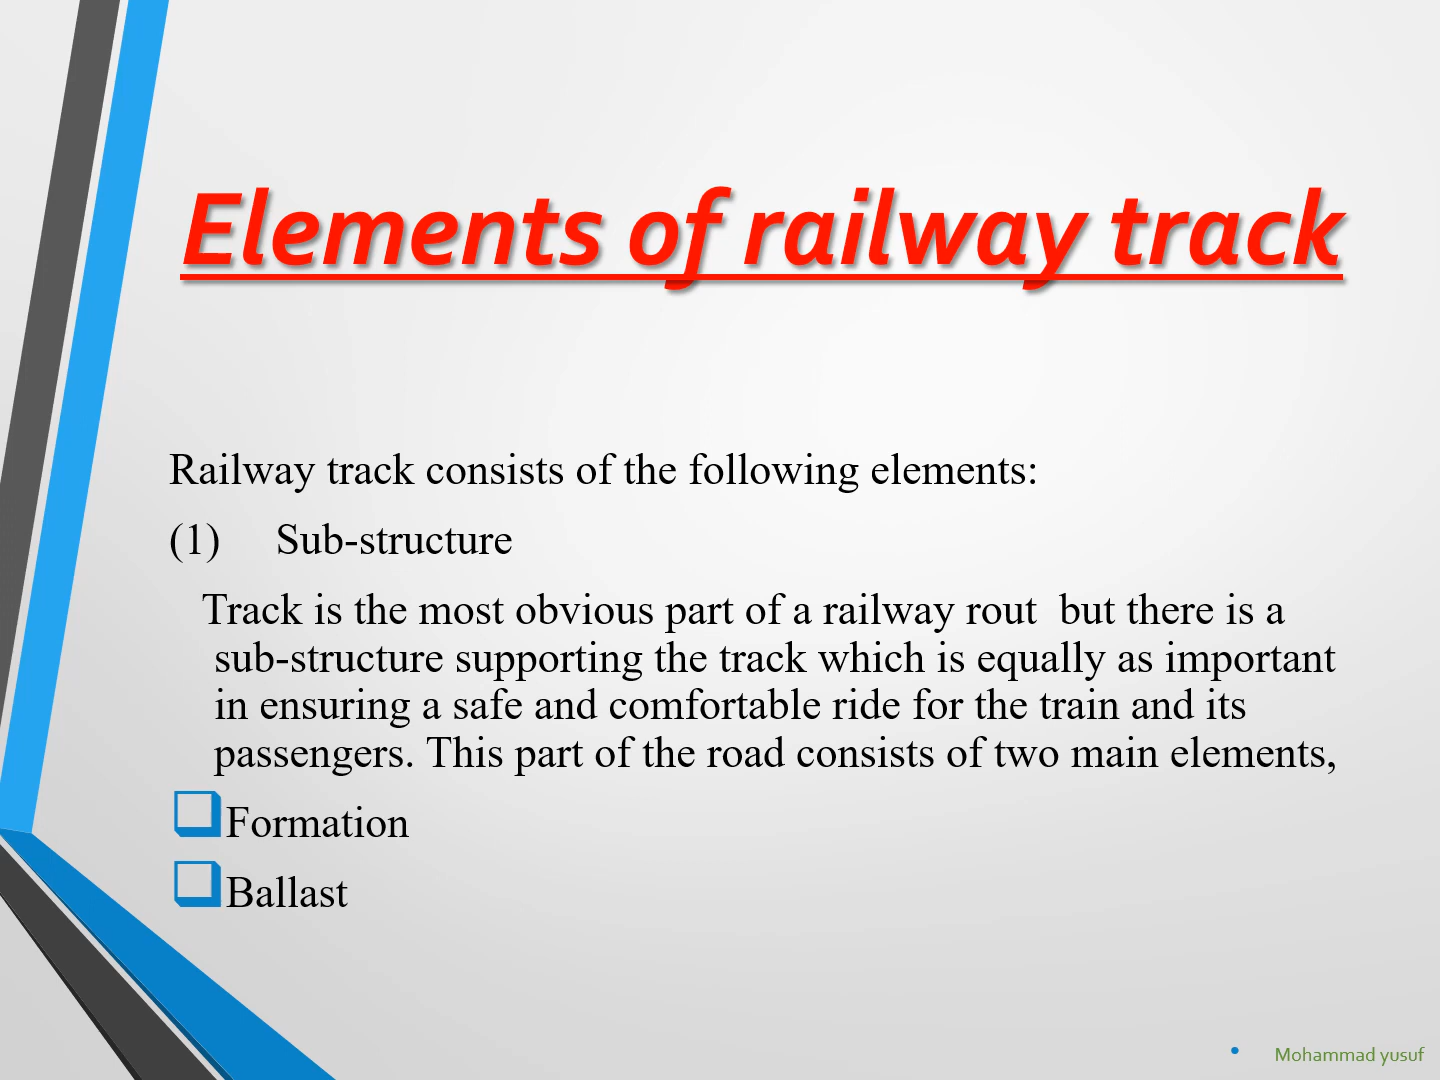 Elements of railway track
Railway track consists of the following elements:
(1) Sub-structure
Track is the most obvious part of a railway rout but there is a
sub-structure supporting the track which is equally as important
in ensuring a safe and comfortable ride for the train and its
passengers. This part of the road consists of two main elements,
❑Formation
❑Ballast
• Mohammad yusuf